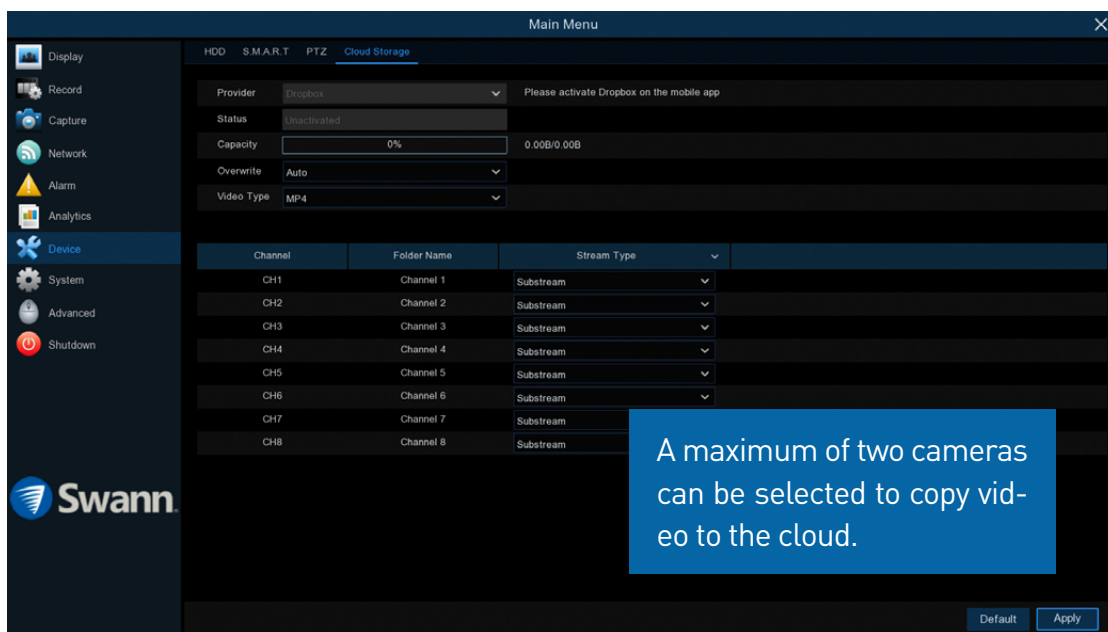 Main Menu
Display
Record
Capture
Network
Alarm
Analytics
Device
System
Advanced
Shutdown
Swann
HDD S.M.A.R.T PTZ Cloud Storage
Provider Dropbox Please activate Dropbox on the mobile app
Status Unactivated
Capacity 0% 0.00B/0.00B
Overwrite Auto
Video Type MP4
Channel Folder Name Stream Type
CH1 Channel 1 Substream
CH2 Channel 2 Substream
CH3 Channel 3 Substream
CH4 Channel 4 Substream
CH5 Channel 5 Substream
CH6 Channel 6 Substream
CH7 Channel 7 Substream
CH8 Channel 8 Substream
A maximum of two cameras
can be selected to copy vid-
eo to the cloud.
Default Apply